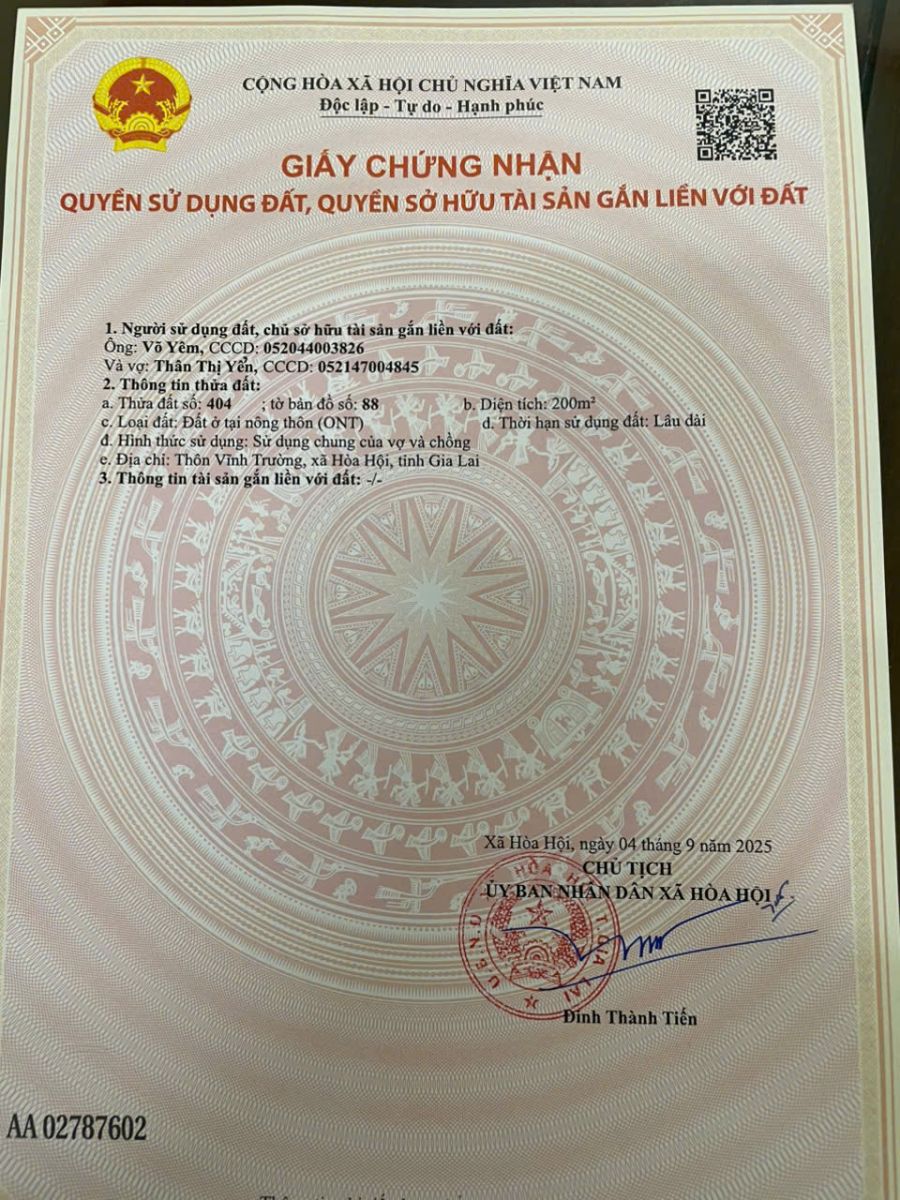 CỘNG HÒA XÃ HỘI CHỦ NGHĨA VIỆT NAM
Độc lập - Tự do - Hạnh phúc
GIẤY CHỨNG NHẬN
QUYỀN SỬ DỤNG ĐẤT, QUYỀN SỞ HỮU TÀI SẢN GẮN LIỀN VỚI ĐẤT
1. Người sử dụng đất, chủ sở hữu tài sản gắn liền với đất:
Ông: Võ Yêm, CCCD: 052044003826
Và vợ: Thân Thị Yển, CCCD: 052147004845
2. Thông tin thửa đất:
a. Thửa đất số: 404 ; tờ bản đồ số: 88 b. Diện tích: 200m²
c. Loại đất: Đất ở tại nông thôn (ONT) d. Thời hạn sử dụng đất: Lâu dài
đ. Hình thức sử dụng: Sử dụng chung của vợ và chồng
e. Địa chỉ: Thôn Vĩnh Trường, xã Hòa Hội, tỉnh Gia Lai
3. Thông tin tài sản gắn liền với đất: -/-
Xã Hòa Hội, ngày 04 tháng 9 năm 2025
CHỦ TỊCH
ỦY BAN NHÂN DÂN XÃ HÒA HỘI
U.B.N.D
T. GIA LAI
Đinh Thành Tiến
AA 02787602